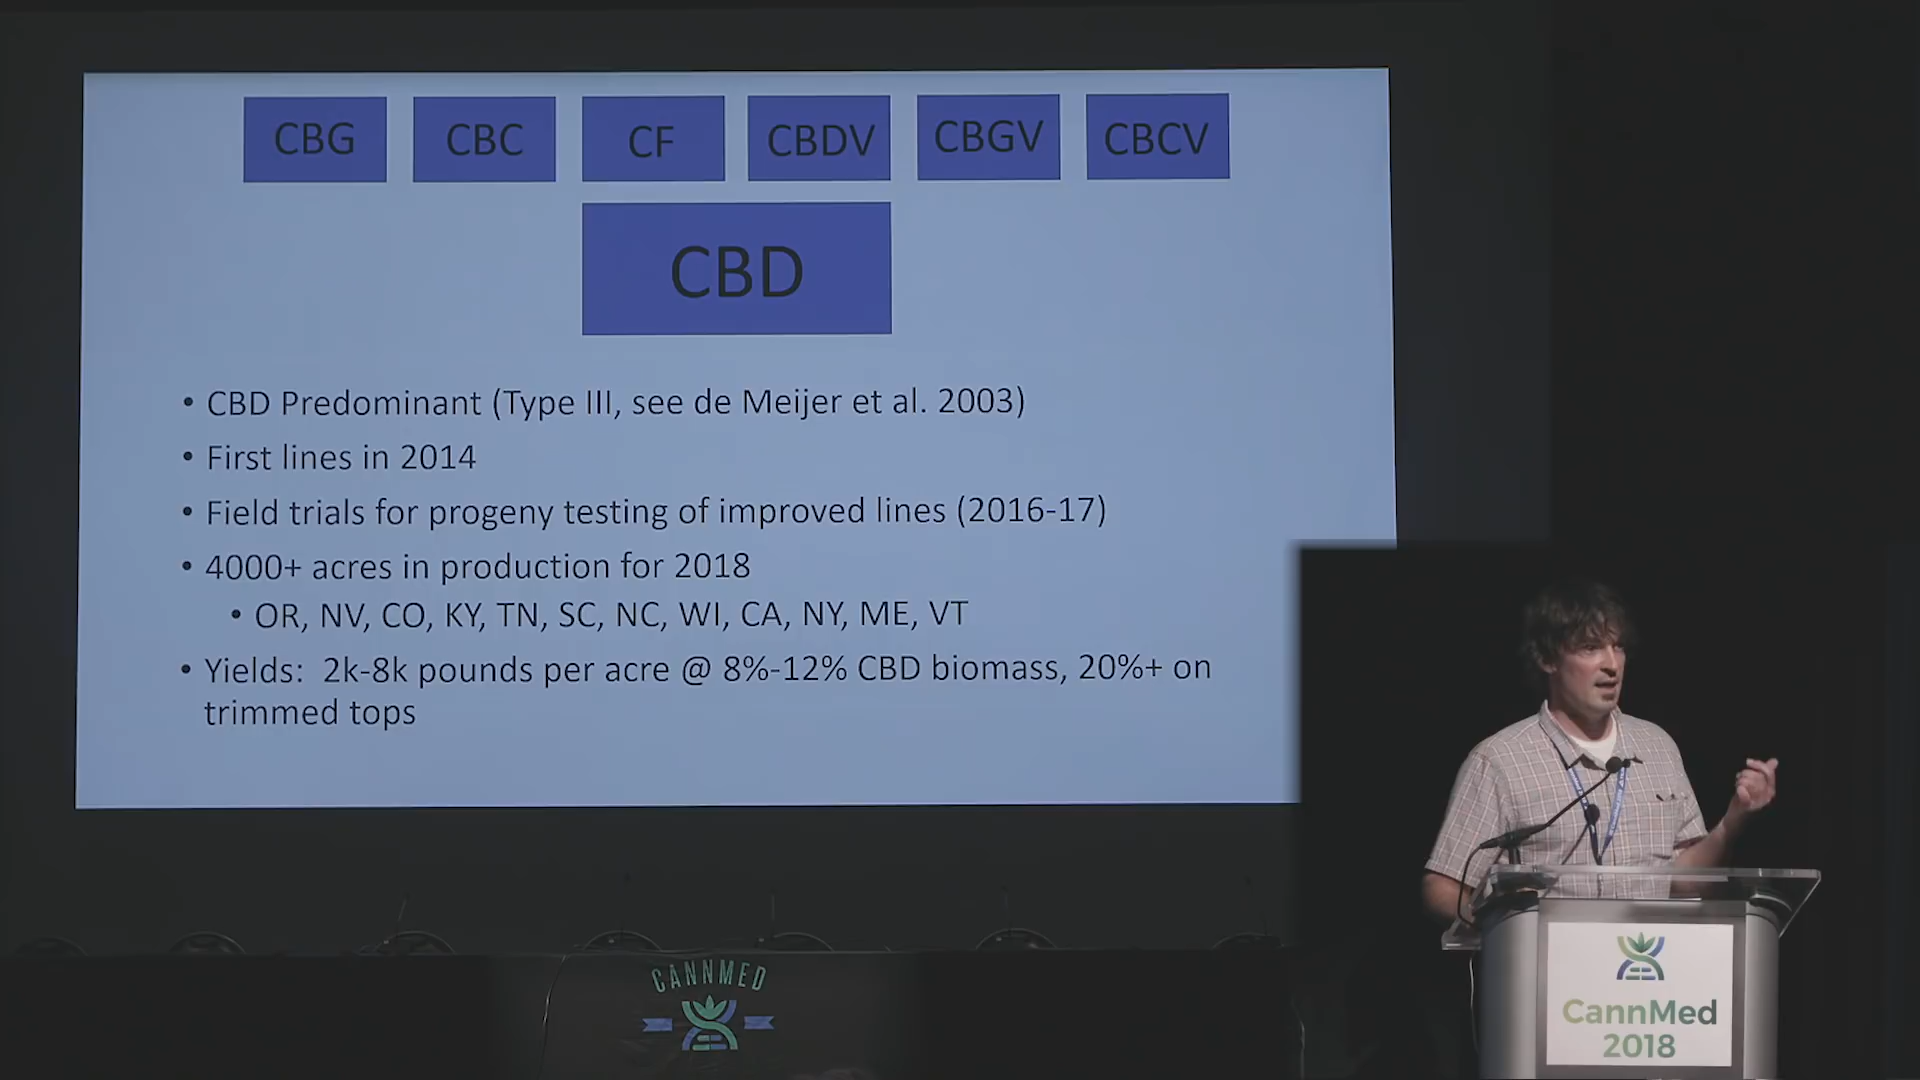 CBG CBC CF CBDV CBGV CBCV
CBD
• CBD Predominant (Type III, see de Meijer et al. 2003)
• First lines in 2014
• Field trials for progeny testing of improved lines (2016-17)
• 4000+ acres in production for 2018
• OR, NV, CO, KY, TN, SC, NC, WI, CA, NY, ME, VT
• Yields: 2k-8k pounds per acre @ 8%-12% CBD biomass, 20%+ on
trimmed tops
CANNMED
CannMed
2018